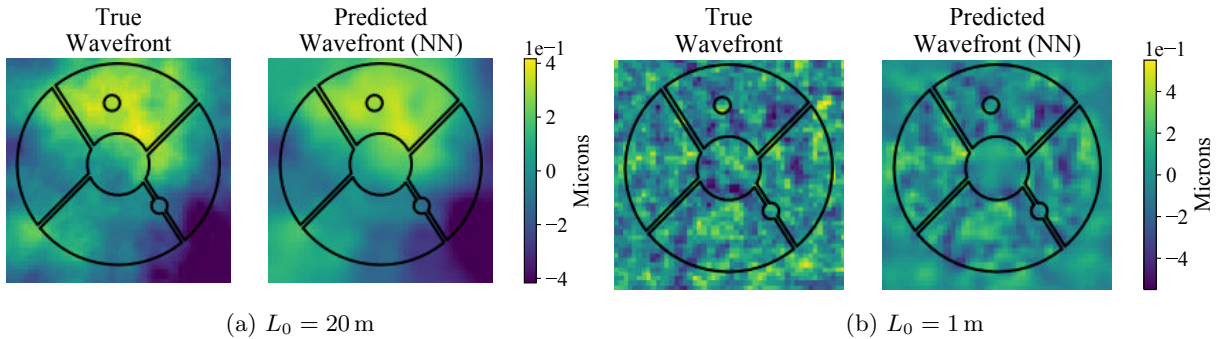 True
Wavefront
Predicted
Wavefront (NN)
1e−1
4
2
0
−2
−4
Microns
(a) L₀ = 20 m
True
Wavefront
Predicted
Wavefront (NN)
1e−1
4
2
0
−2
−4
Microns
(b) L₀ = 1 m